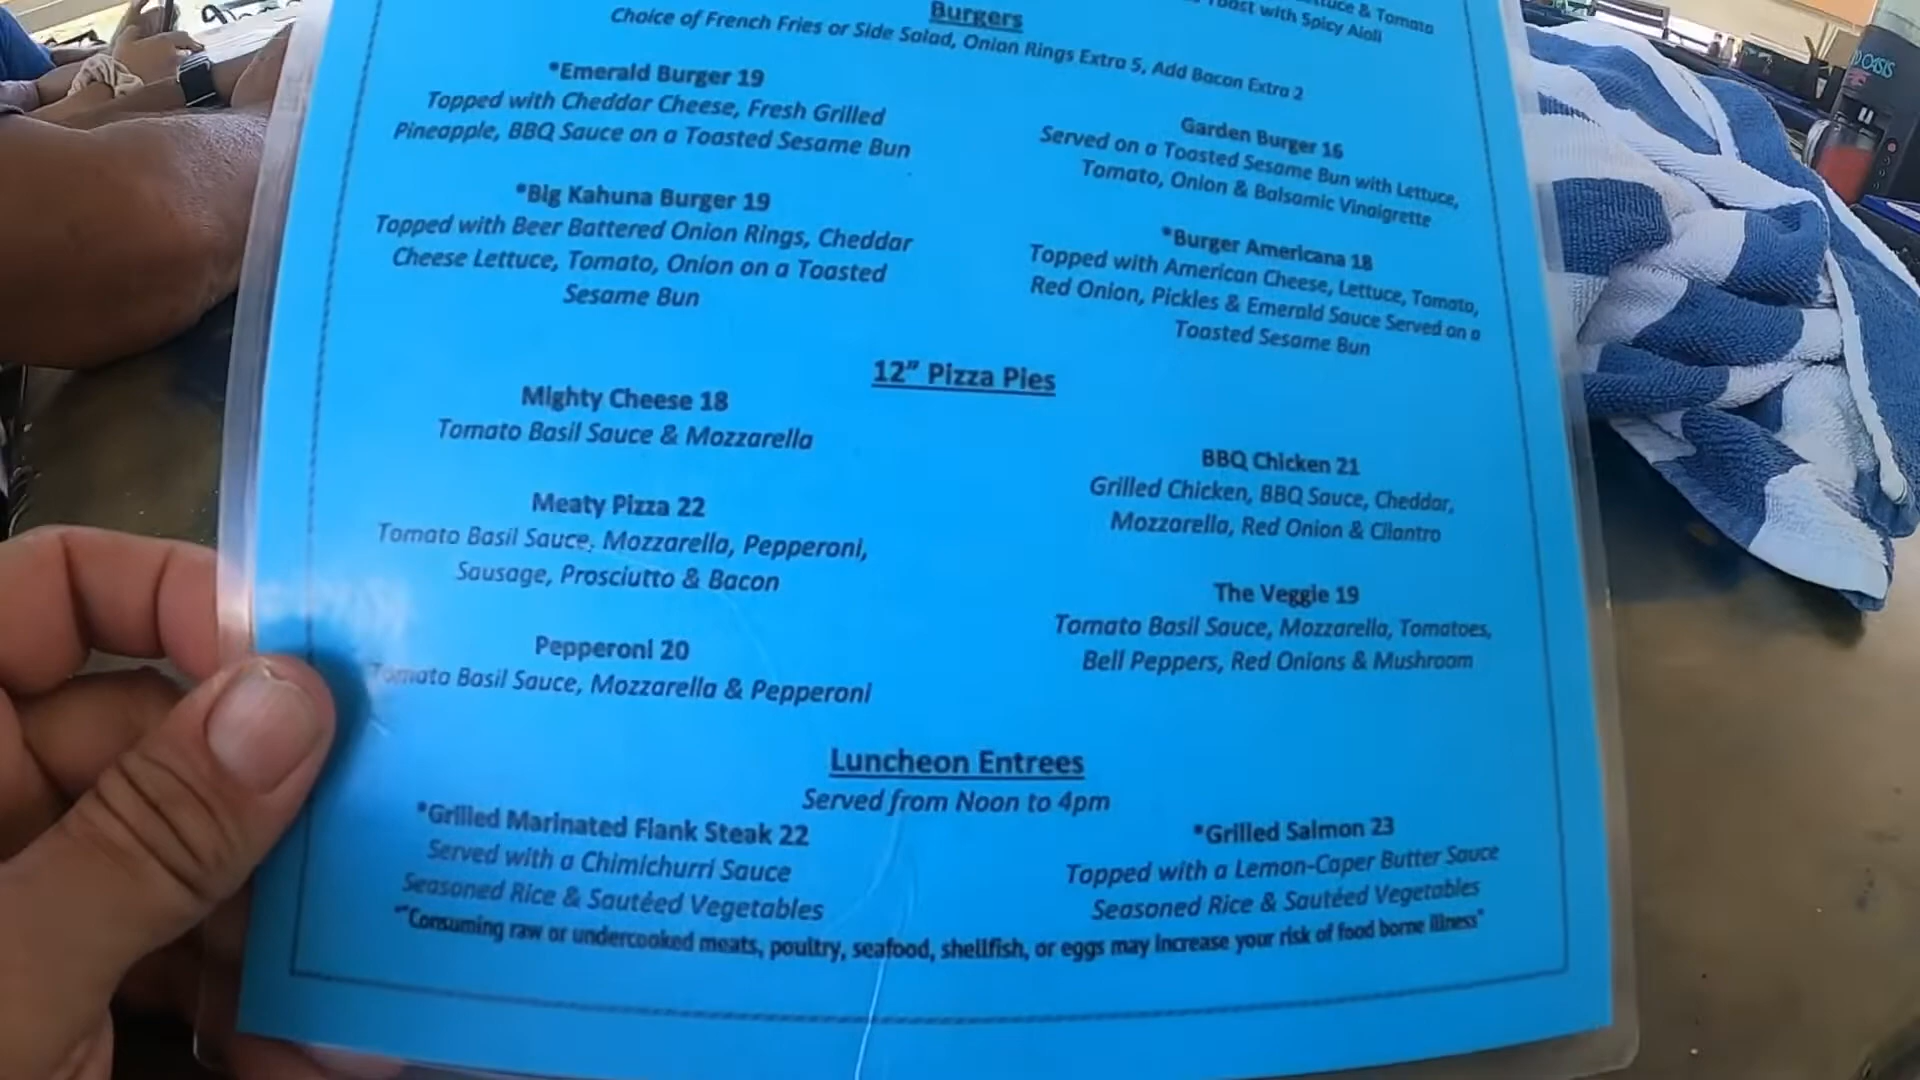 Lettuce & Tomato
Toast with Spicy Aioli
Burgers
Choice of French Fries or Side Salad, Onion Rings Extra 5, Add Bacon Extra 2
*Emerald Burger 19
Topped with Cheddar Cheese, Fresh Grilled
Pineapple, BBQ Sauce on a Toasted Sesame Bun
*Big Kahuna Burger 19
Topped with Beer Battered Onion Rings, Cheddar
Cheese Lettuce, Tomato, Onion on a Toasted
Sesame Bun
Garden Burger 16
Served on a Toasted Sesame Bun with Lettuce,
Tomato, Onion & Balsamic Vinaigrette
*Burger Americana 18
Topped with American Cheese, Lettuce, Tomato,
Red Onion, Pickles & Emerald Sauce Served on a
Toasted Sesame Bun
12" Pizza Pies
Mighty Cheese 18
Tomato Basil Sauce & Mozzarella
Meaty Pizza 22
Tomato Basil Sauce, Mozzarella, Pepperoni,
Sausage, Prosciutto & Bacon
Pepperoni 20
Tomato Basil Sauce, Mozzarella & Pepperoni
BBQ Chicken 21
Grilled Chicken, BBQ Sauce, Cheddar,
Mozzarella, Red Onion & Cilantro
The Veggie 19
Tomato Basil Sauce, Mozzarella, Tomatoes,
Bell Peppers, Red Onions & Mushroom
Luncheon Entrees
Served from Noon to 4pm
*Grilled Marinated Flank Steak 22
Served with a Chimichurri Sauce
Seasoned Rice & Sautéed Vegetables
*Grilled Salmon 23
Topped with a Lemon-Caper Butter Sauce
Seasoned Rice & Sautéed Vegetables
*"Consuming raw or undercooked meats, poultry, seafood, shellfish, or eggs may increase your risk of food borne illness"
OASIS